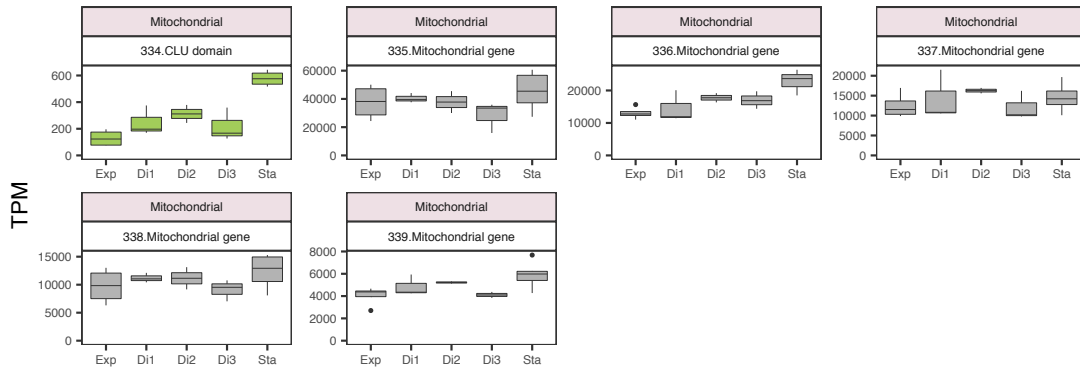 TPM
Mitochondrial
334.CLU domain
600
400
200
0
Exp Di1 Di2 Di3 Sta
Mitochondrial
335.Mitochondrial gene
60000
40000
20000
0
Exp Di1 Di2 Di3 Sta
Mitochondrial
336.Mitochondrial gene
20000
10000
0
Exp Di1 Di2 Di3 Sta
Mitochondrial
337.Mitochondrial gene
20000
15000
10000
5000
0
Exp Di1 Di2 Di3 Sta
Mitochondrial
338.Mitochondrial gene
15000
10000
5000
0
Exp Di1 Di2 Di3 Sta
Mitochondrial
339.Mitochondrial gene
8000
6000
4000
2000
0
Exp Di1 Di2 Di3 Sta